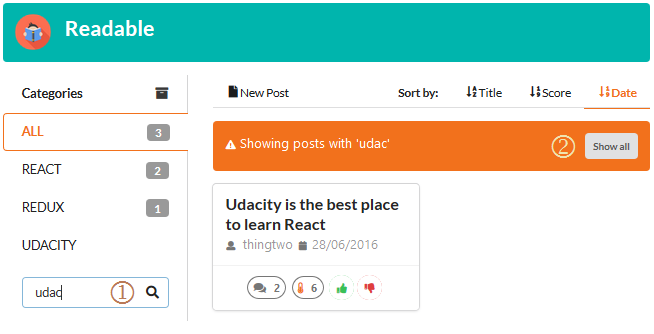 Readable
Categories
ALL 3
REACT 2
REDUX 1
UDACITY
udac ①
New Post Sort by: Title Score Date
Showing posts with 'udac' ② Show all
Udacity is the best place
to learn React
thingtwo 28/06/2016
2 6